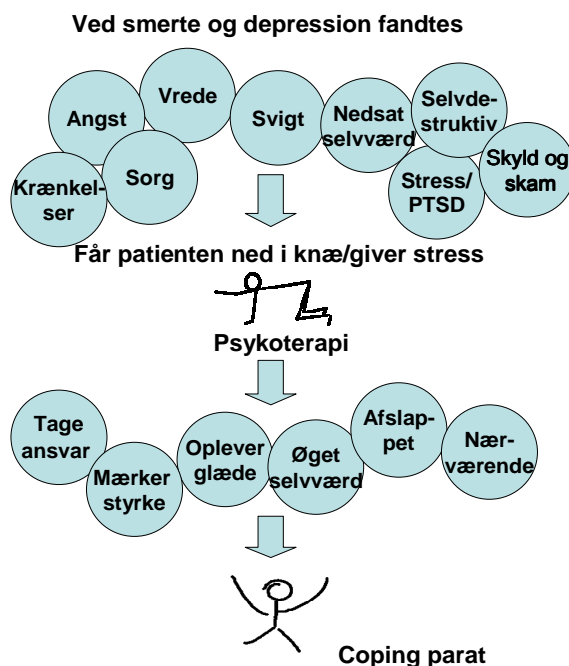 Ved smerte og depression fandtes
Angst
Vrede
Svigt
Nedsat
selvværd
Selvde-
struktiv
Skyld og
skam
Krænkel-
ser
Sorg
Stress/
PTSD
Får patienten ned i knæ/giver stress
Psykoterapi
Tage
ansvar
Mærker
styrke
Oplever
glæde
Øget
selvværd
Afslap-
pet
Nær-
værende
Coping parat